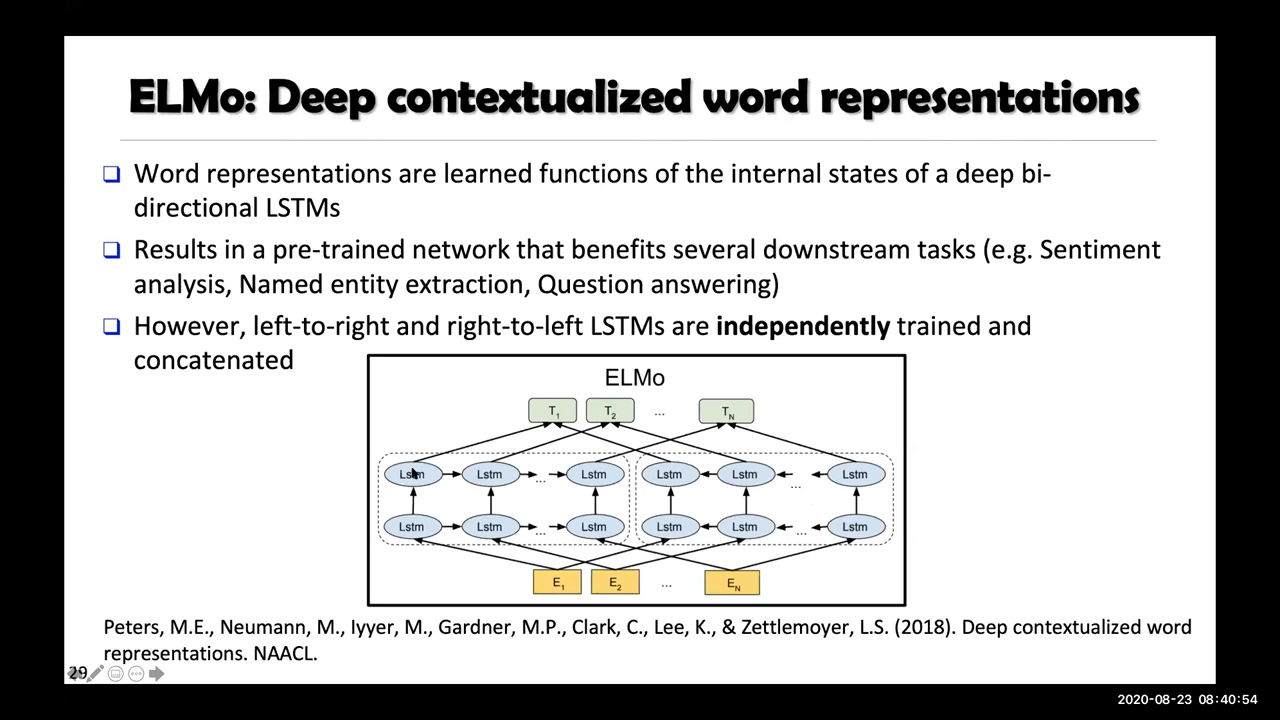 ELMo: Deep contextualized word representations
Word representations are learned functions of the internal states of a deep bi-
directional LSTMs
Results in a pre-trained network that benefits several downstream tasks (e.g. Sentiment
analysis, Named entity extraction, Question answering)
However, left-to-right and right-to-left LSTMs are independently trained and
concatenated
ELMo
T1 T2 ... TN
Lstm Lstm ... Lstm Lstm Lstm ... Lstm
Lstm Lstm ... Lstm Lstm Lstm ... Lstm
E1 E2 ... EN
Peters, M.E., Neumann, M., Iyyer, M., Gardner, M.P., Clark, C., Lee, K., & Zettlemoyer, L.S. (2018). Deep contextualized word
representations. NAACL.
29
2020-08-23 08:40:54